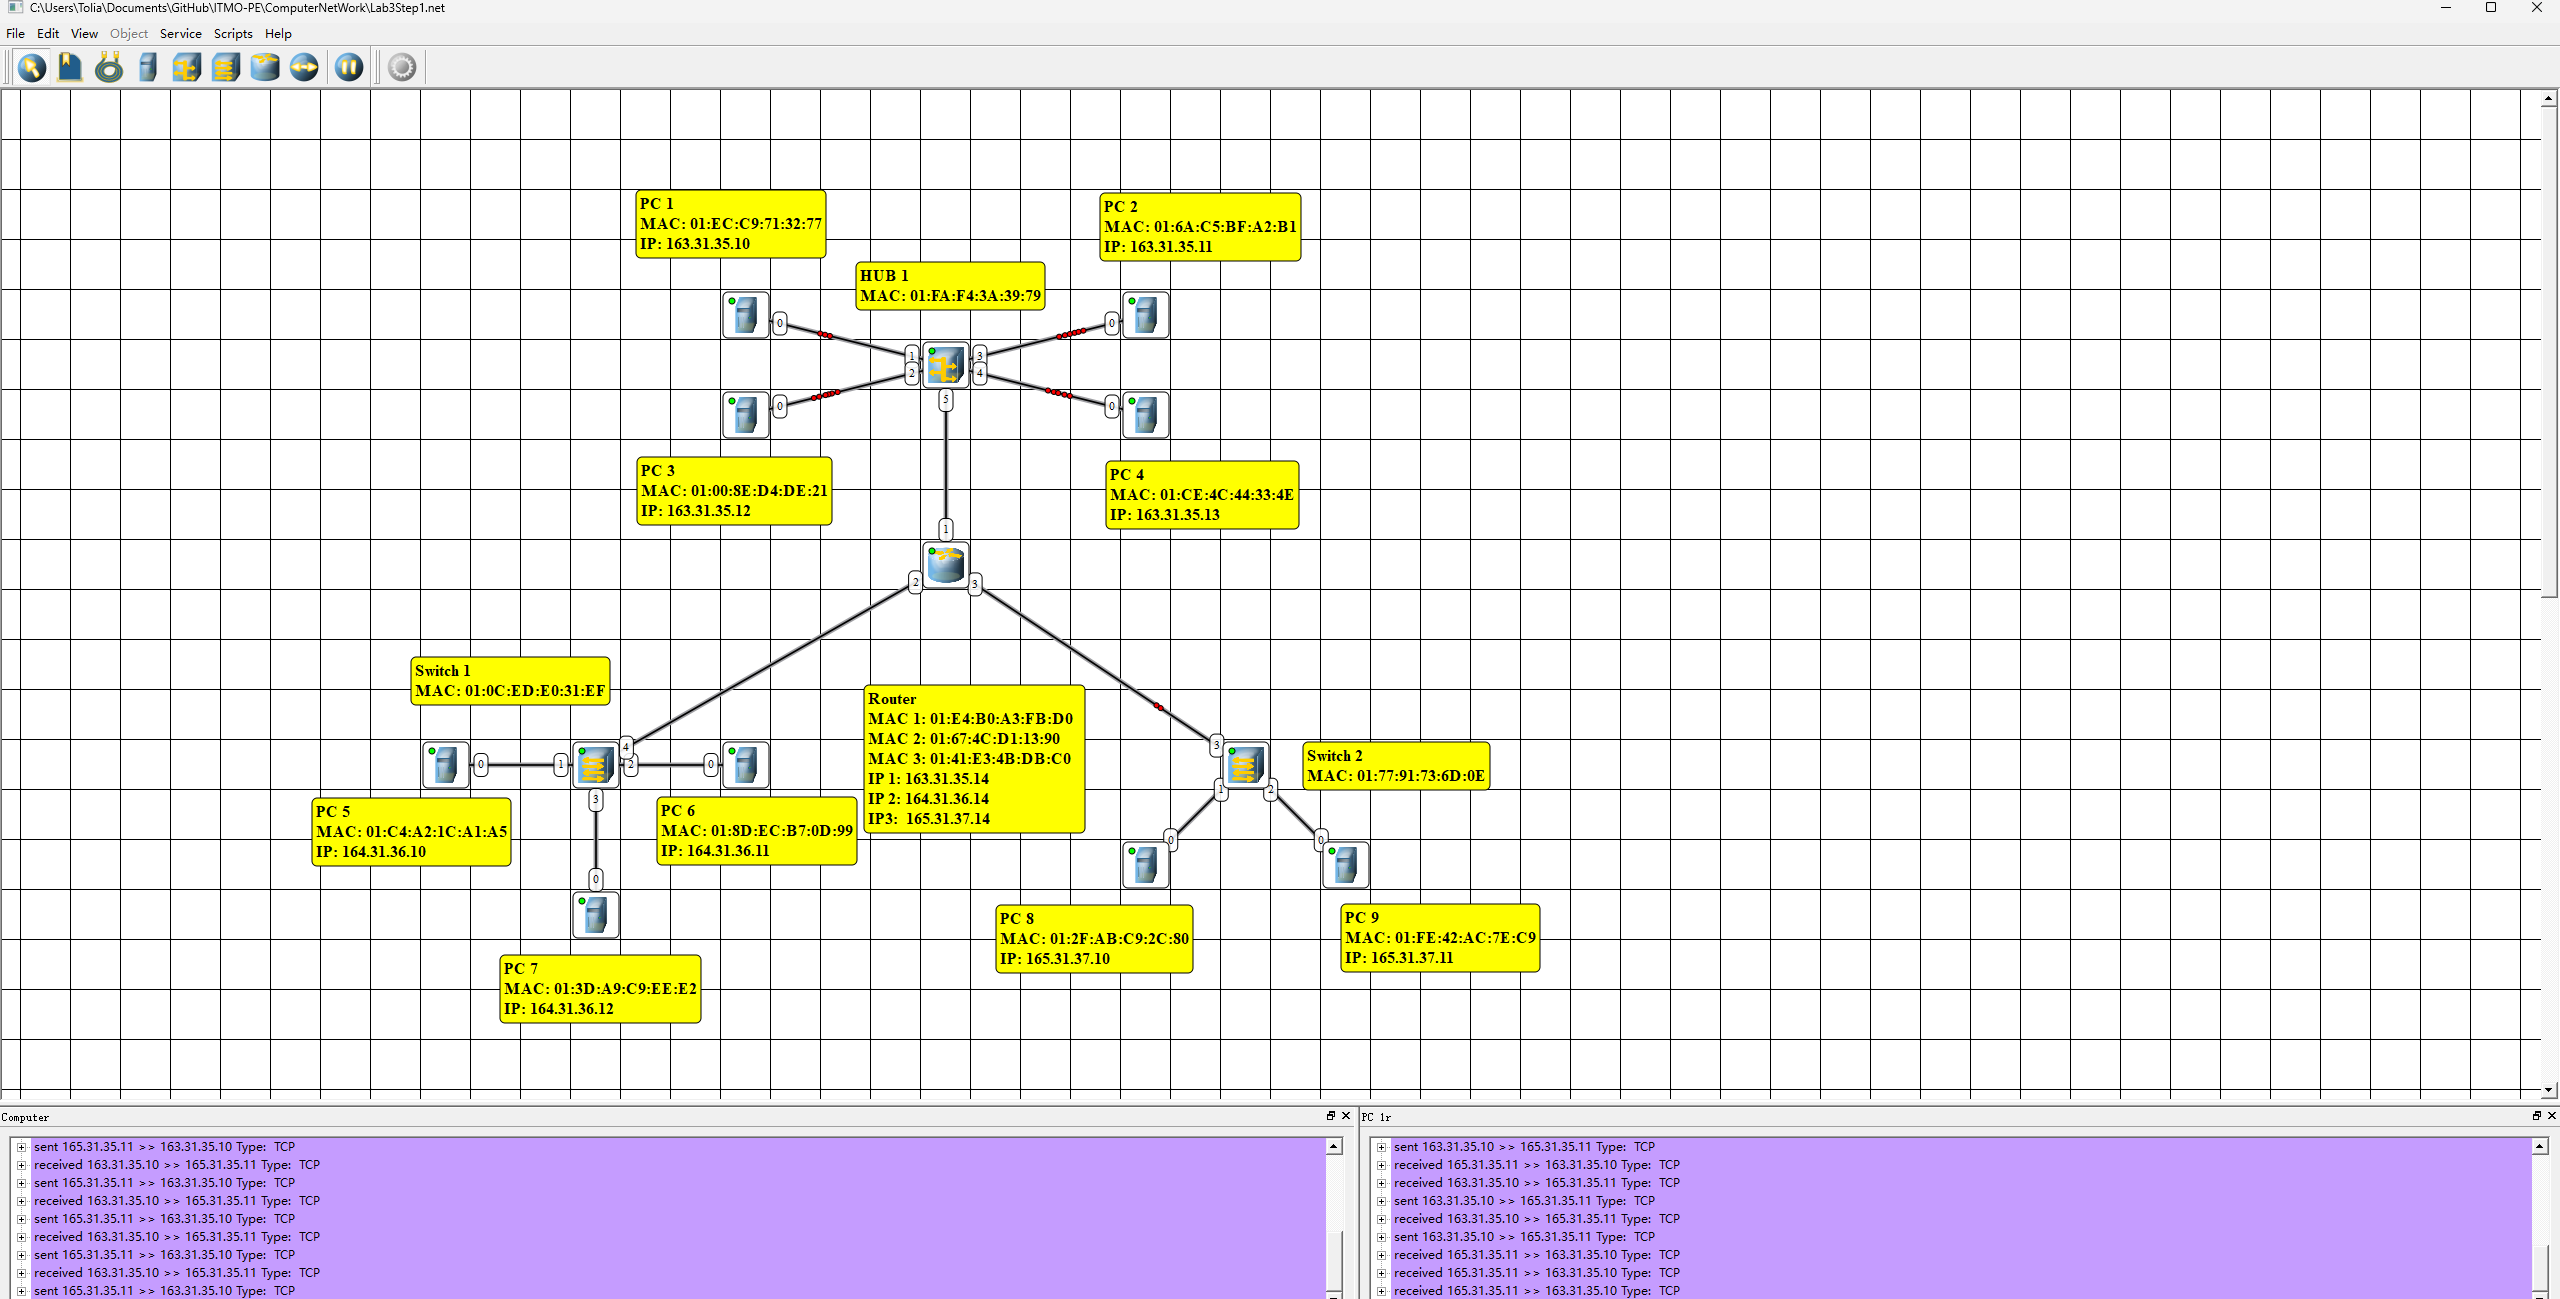 C:\Users\Tolia\Documents\GitHub\ITMO-PE\ComputerNetWork\Lab3Step1.net
File Edit View Object Service Scripts Help
PC 1
MAC: 01:EC:C9:71:32:77
IP: 163.31.35.10
PC 2
MAC: 01:6A:C5:BF:A2:B1
IP: 163.31.35.11
HUB 1
MAC: 01:FA:F4:3A:39:79
0
0
1
3
2
4
0
0
5
PC 3
MAC: 01:00:8E:D4:DE:21
IP: 163.31.35.12
PC 4
MAC: 01:CE:4C:44:33:4E
IP: 163.31.35.13
1
2
3
Switch 1
MAC: 01:0C:ED:E0:31:EF
Router
MAC 1: 01:E4:B0:A3:FB:D0
MAC 2: 01:67:4C:D1:13:90
MAC 3: 01:41:E3:4B:DB:C0
IP 1: 163.31.35.14
IP 2: 164.31.36.14
IP3: 165.31.37.14
4
0
1
2
0
3
0
3
Switch 2
MAC: 01:77:91:73:6D:0E
1
2
0
0
PC 5
MAC: 01:C4:A2:1C:A1:A5
IP: 164.31.36.10
PC 6
MAC: 01:8D:EC:B7:0D:99
IP: 164.31.36.11
PC 8
MAC: 01:2F:AB:C9:2C:80
IP: 165.31.37.10
PC 9
MAC: 01:FE:42:AC:7E:C9
IP: 165.31.37.11
PC 7
MAC: 01:3D:A9:C9:EE:E2
IP: 164.31.36.12
Computer
sent 165.31.35.11 >> 163.31.35.10 Type: TCP
received 163.31.35.10 >> 165.31.35.11 Type: TCP
sent 165.31.35.11 >> 163.31.35.10 Type: TCP
received 163.31.35.10 >> 165.31.35.11 Type: TCP
sent 165.31.35.11 >> 163.31.35.10 Type: TCP
received 163.31.35.10 >> 165.31.35.11 Type: TCP
sent 165.31.35.11 >> 163.31.35.10 Type: TCP
received 163.31.35.10 >> 165.31.35.11 Type: TCP
sent 165.31.35.11 >> 163.31.35.10 Type: TCP
PC 1r
sent 163.31.35.10 >> 165.31.35.11 Type: TCP
received 165.31.35.11 >> 163.31.35.10 Type: TCP
received 163.31.35.10 >> 165.31.35.11 Type: TCP
sent 163.31.35.10 >> 165.31.35.11 Type: TCP
received 163.31.35.10 >> 165.31.35.11 Type: TCP
sent 163.31.35.10 >> 165.31.35.11 Type: TCP
received 165.31.35.11 >> 163.31.35.10 Type: TCP
received 165.31.35.11 >> 163.31.35.10 Type: TCP
received 165.31.35.11 >> 163.31.35.10 Type: TCP